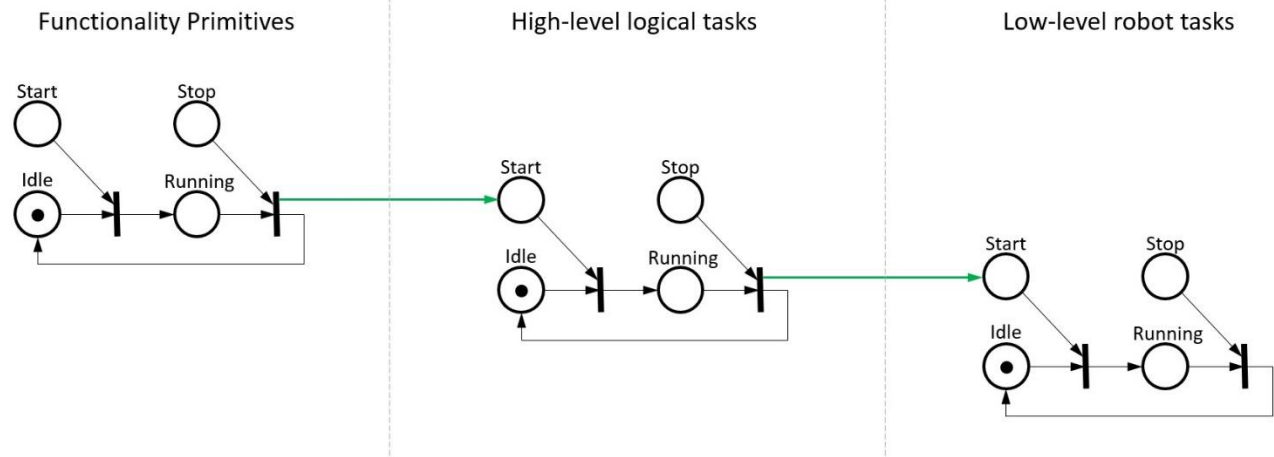 Functionality Primitives
High-level logical tasks
Low-level robot tasks
Start
Stop
Idle
Running
Start
Stop
Idle
Running
Start
Stop
Idle
Running